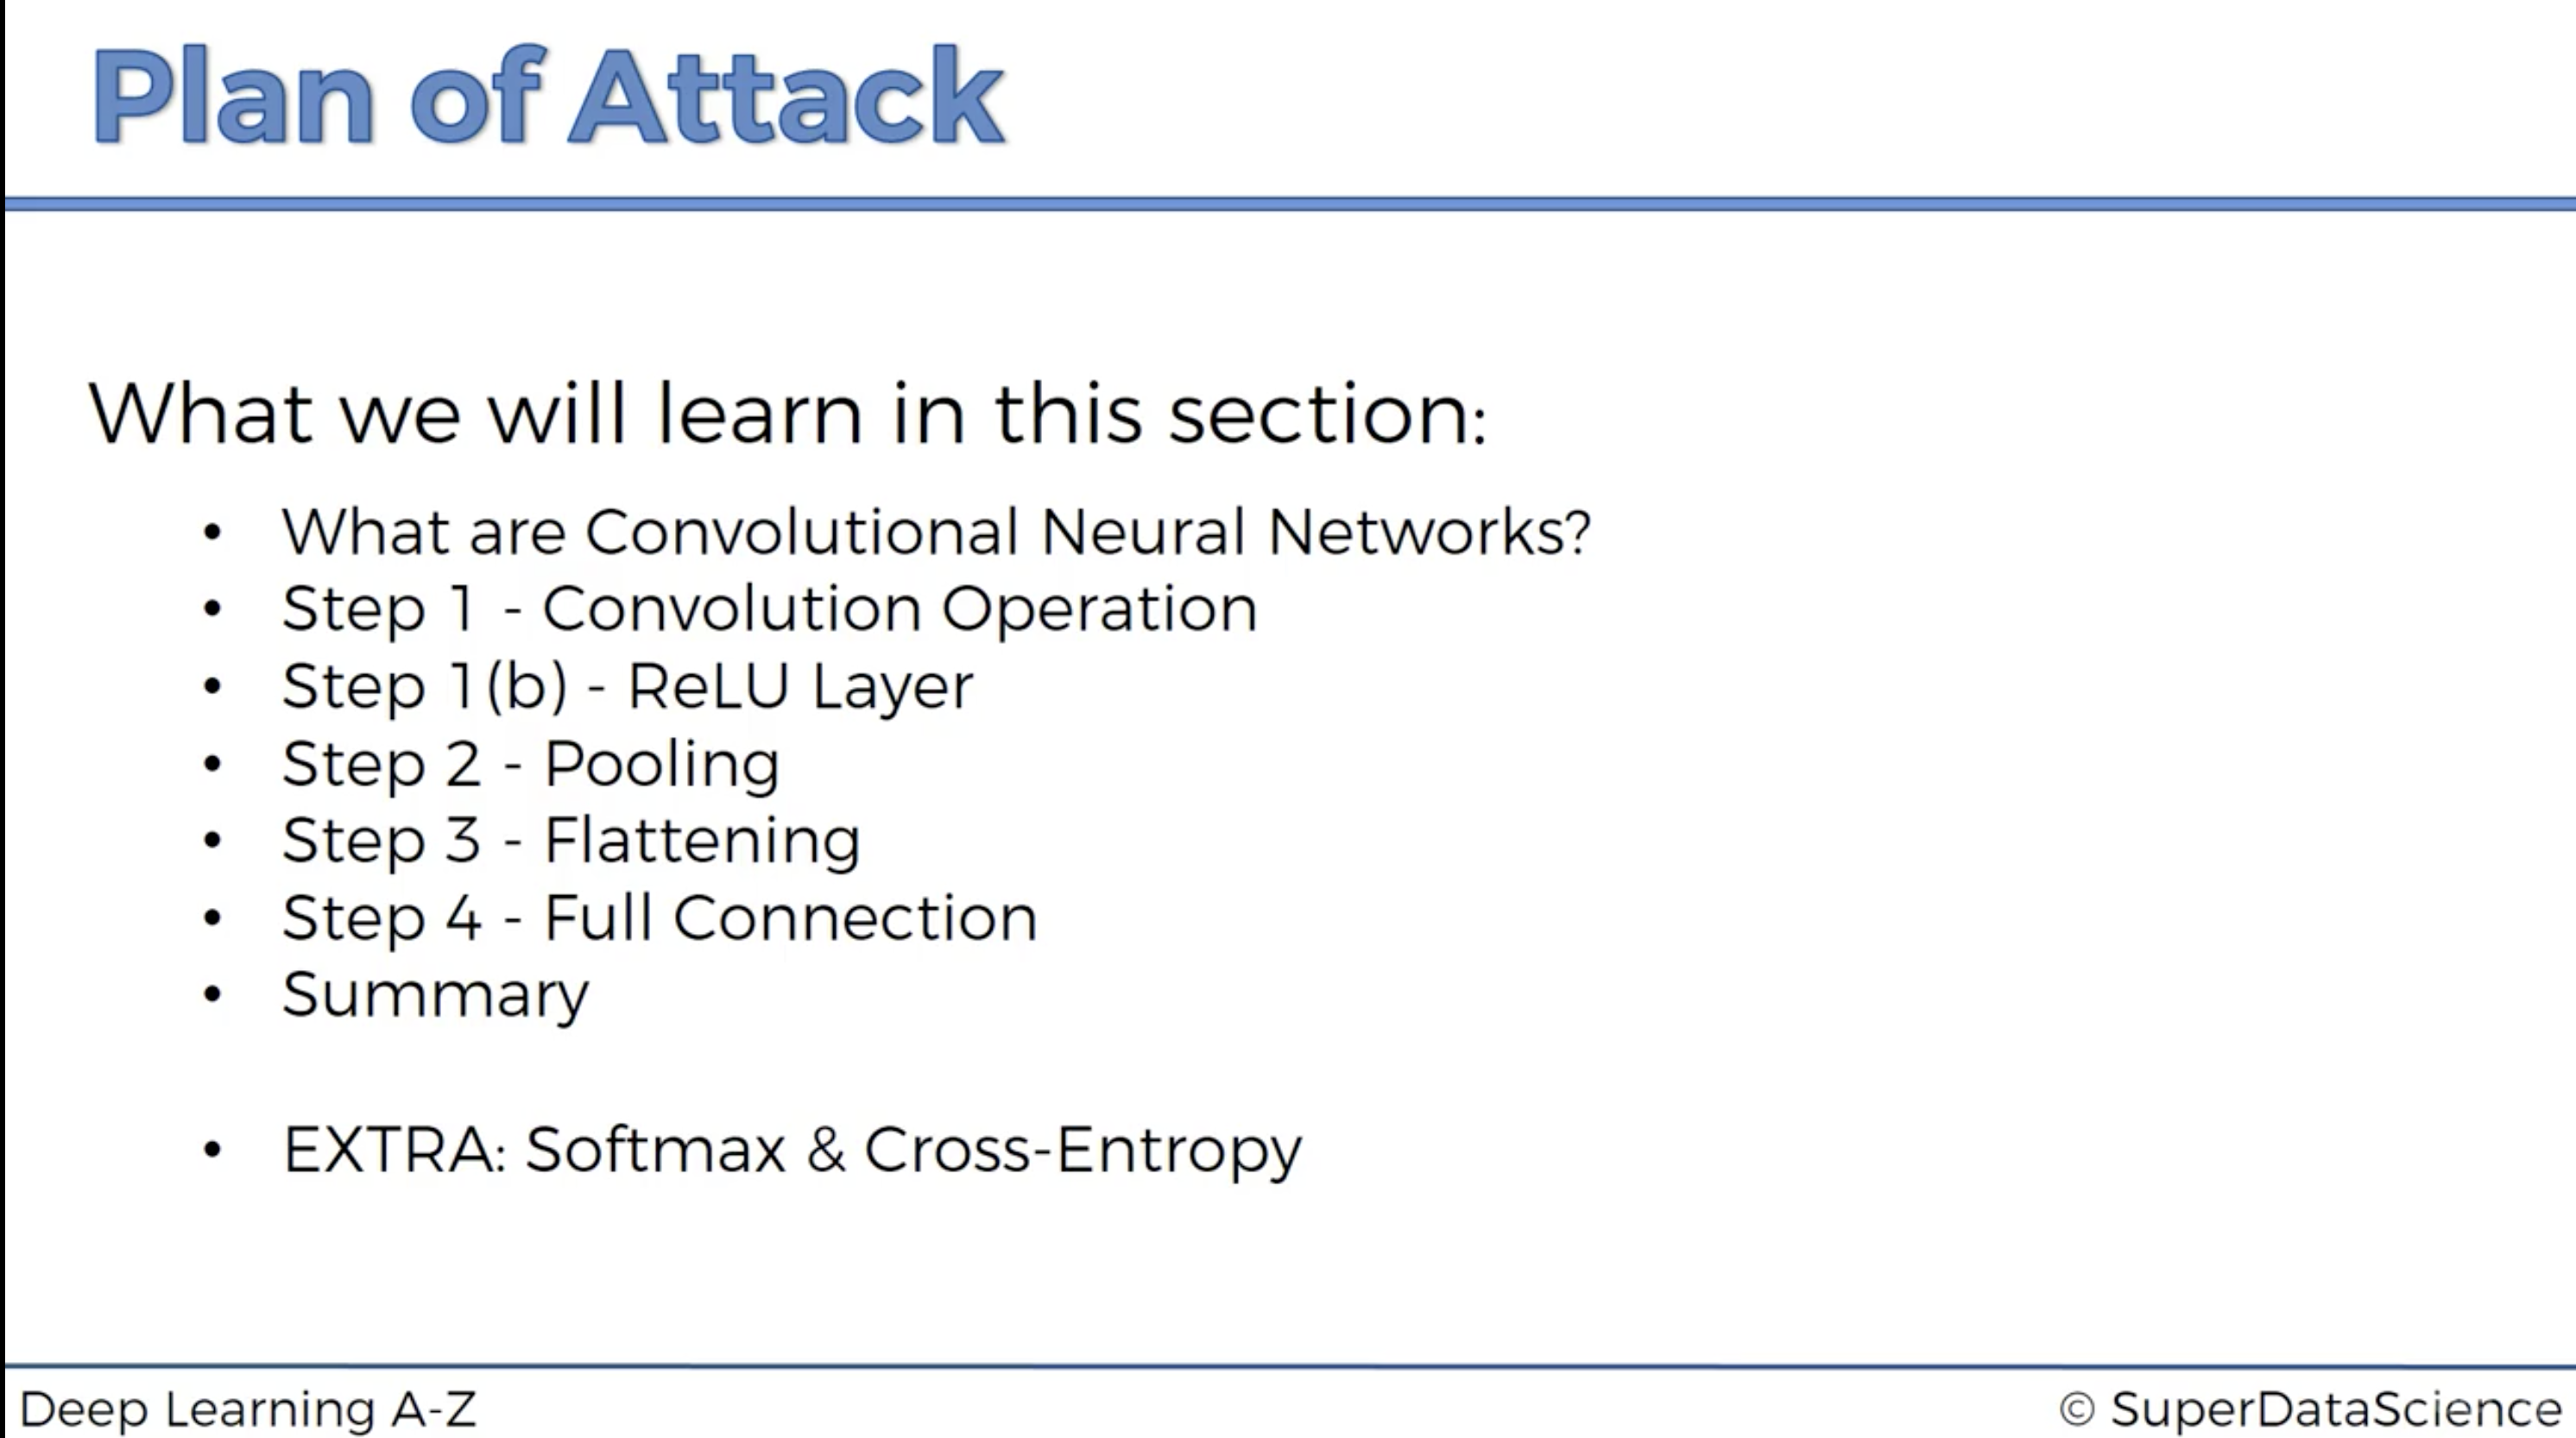 Plan of Attack
What we will learn in this section:
• What are Convolutional Neural Networks?
• Step 1 - Convolution Operation
• Step 1(b) - ReLU Layer
• Step 2 - Pooling
• Step 3 - Flattening
• Step 4 - Full Connection
• Summary
• EXTRA: Softmax & Cross-Entropy
Deep Learning A-Z
© SuperDataScience